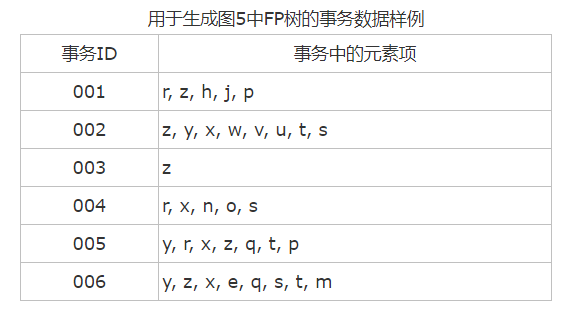 用于生成图5中FP树的事务数据样例
事务ID 事务中的元素项
001 r, z, h, j, p
002 z, y, x, w, v, u, t, s
003 z
004 r, x, n, o, s
005 y, r, x, z, q, t, p
006 y, z, x, e, q, s, t, m